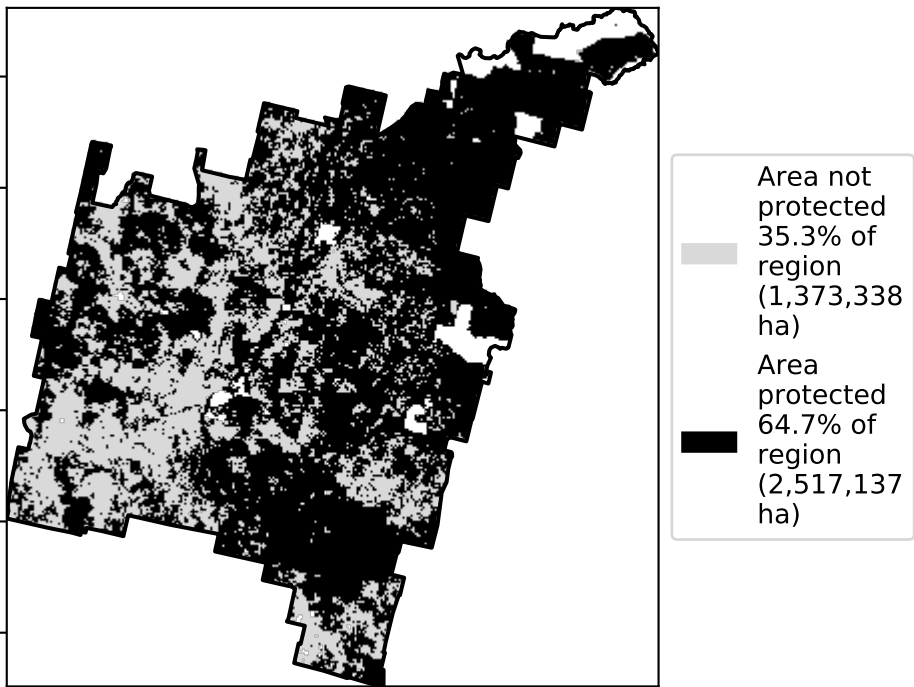 Area not
protected
35.3% of
region
(1,373,338
ha)
Area
protected
64.7% of
region
(2,517,137
ha)